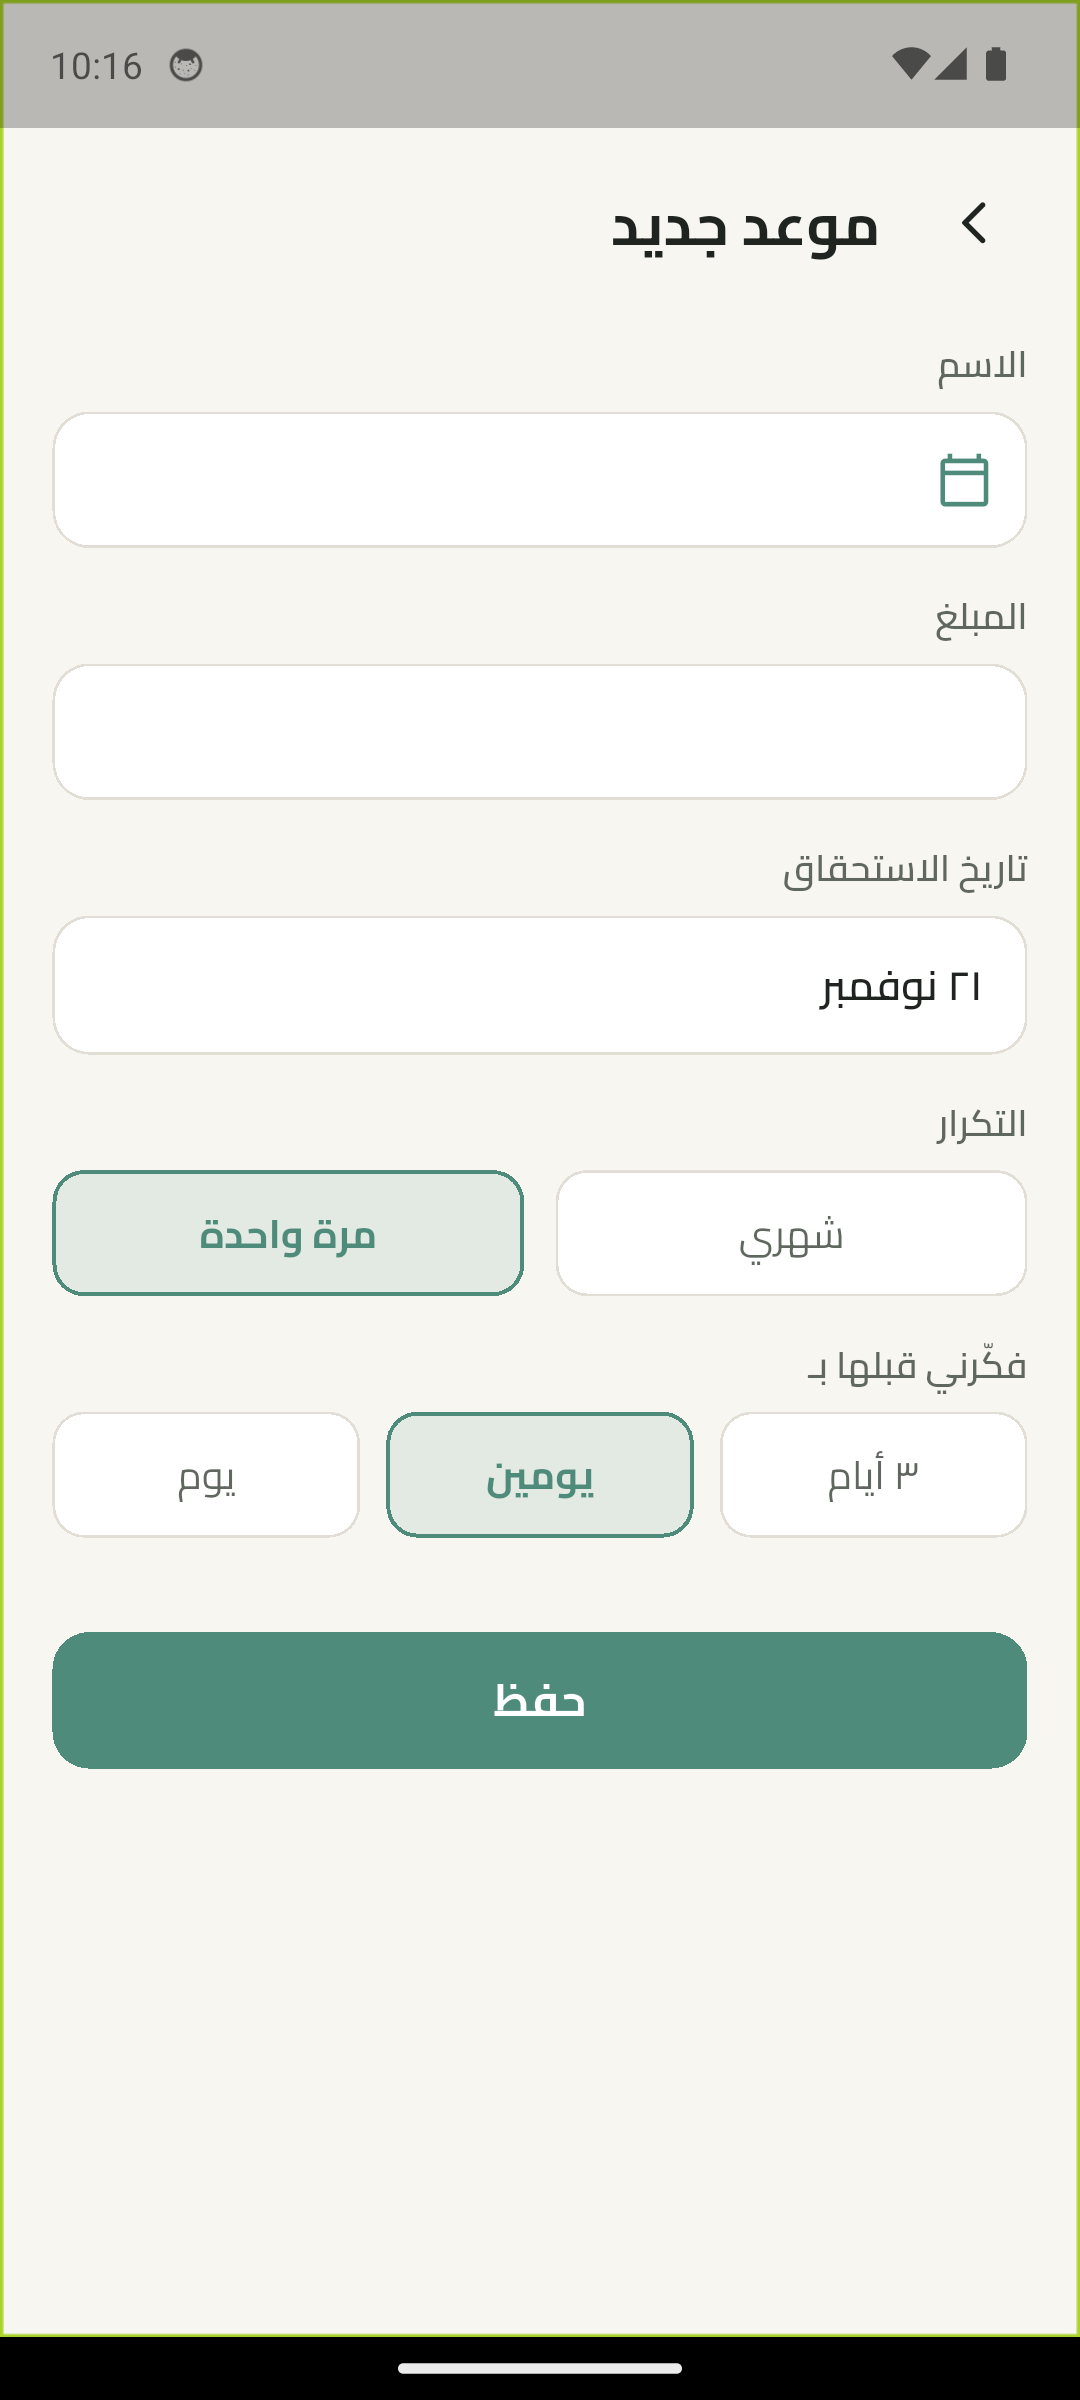 10:16
موعد جديد
الاسم
المبلغ
تاريخ الاستحقاق
٢١ نوفمبر
التكرار
شهري
مرة واحدة
فكّرني قبلها بـ
٣ أيام
يومين
يوم
حفظ